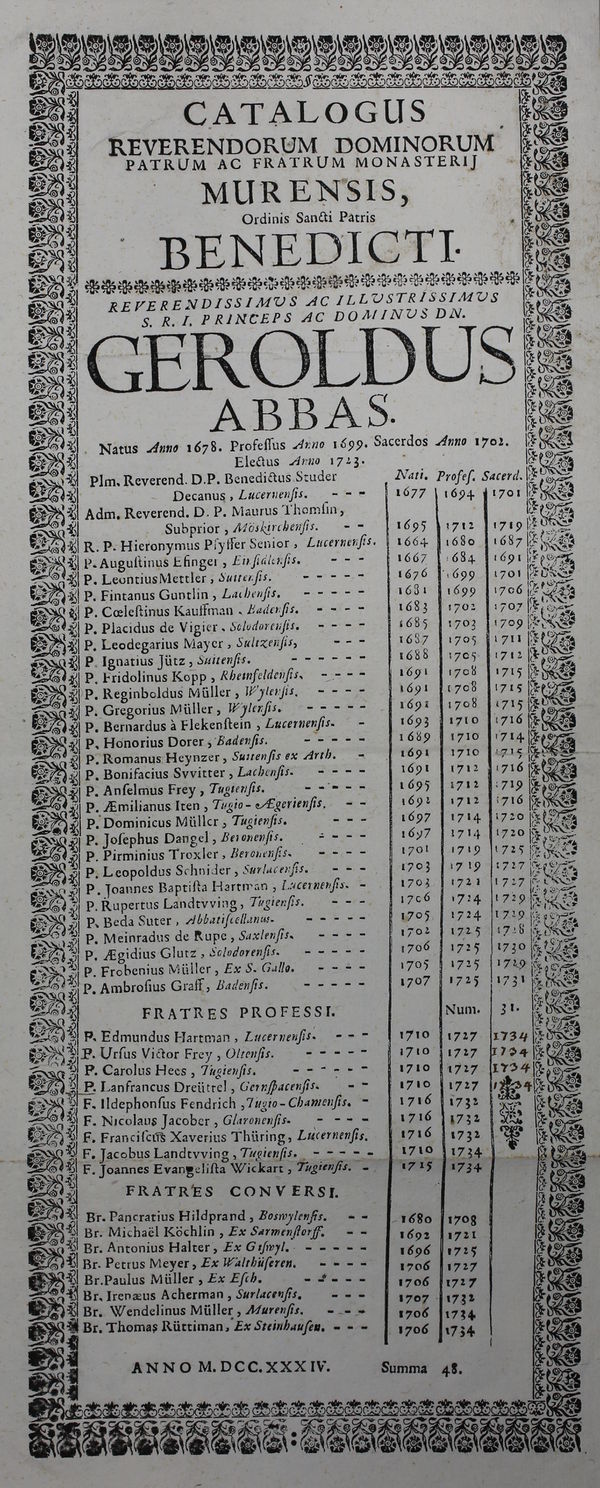 CATALOGUS
REVERENDORUM DOMINORUM
PATRUM AC FRATRUM MONASTERIJ
MURENSIS,
Ordinis Sancti Patris
BENEDICTI.
REVERENDISSIMVS AC ILLVSTRISSIMVS
S. R. I. PRINCEPS AC DOMINVS DN.
GEROLDUS
ABBAS.
Natus Anno 1678. Profeſſus Anno 1699. Sacerdos Anno 1702.
Electus Anno 1723.
Plm. Reverend. D.P. Benedictus Studer Nati. Profeſ. Sacerd.
Decanus, Lucernenſis. - - - 1677 1694 1701
Adm. Reverend. D. P. Maurus Thomſin,
Subprior, Möskirchenſis. - - 1695 1712 1719
R. P. Hieronymus Pfyffer Senior, Lucernenſis. 1664 1680 1687
P. Auguſtinus Efinger, Einſidlenſis. - - - 1667 1684 1691
P. Leontius Mettler, Suitenſis. - - - - - 1676 1699 1701
P. Fintanus Guntlin, Lachenſis. - - - - 1681 1699 1706
P. Cœleſtinus Kauffman, Badenſis. - - - - 1683 1702 1707
P. Placidus de Vigier, Solodorenſis. - - - - 1685 1703 1709
P. Leodegarius Mayer, Sultzenſis, - - - 1687 1705 1711
P. Ignatius Jütz, Suitenſis. - - - - - - 1688 1705 1712
P. Fridolinus Kopp, Rheinfeldenſis. - - - - 1691 1708 1715
P. Reginboldus Müller, Wylenſis. - - - - 1691 1708 1715
P. Gregorius Müller, Wylenſis. - - - - 1691 1708 1715
P. Bernardus à Flekenſtein, Lucernenſis. - 1693 1710 1716
P. Honorius Dorer, Badenſis. - - - - - 1689 1710 1714
P. Romanus Heynzer, Suitenſis ex Arth. - 1691 1710 1715
P. Bonifacius Svvitter, Lachenſis. - - - - 1691 1712 1716
P. Anſelmus Frey, Tugienſis. - - - - - 1695 1712 1719
P. Æmilianus Iten, Tugio-Ægerienſis. - - 1692 1712 1716
P. Dominicus Müller, Tugienſis. - - - 1697 1714 1720
P. Joſephus Dangel, Beronenſis. - - - - 1697 1714 1720
P. Pirminius Troxler, Beronenſis. - - - - 1701 1719 1725
P. Leopoldus Schnider, Surlacenſis. - - - 1703 1719 1727
P. Joannes Baptiſta Hartman, Lucernenſis. - 1703 1721 1727
P. Rupertus Landtvving, Tugienſis. - - - 1706 1724 1729
P. Beda Suter, Abbatiſcellanus. - - - - - 1705 1724 1729
P. Meinradus de Rupe, Saxlenſis. - - - - 1702 1725 1728
P. Ægidius Glutz, Solodorenſis. - - - - 1706 1725 1730
P. Frobenius Müller, Ex S. Gallo. - - - - 1705 1725 1729
P. Ambroſius Graff, Badenſis. - - - - - 1707 1725 1731
FRATRES PROFESSI. Num. 31.
P. Edmundus Hartman, Lucernenſis. - - - 1710 1727 1734
P. Urſus Victor Frey, Oltenſis. - - - - - 1710 1727 1734
P. Carolus Hees, Tugienſis. - - - - - - 1710 1727 1734
P. Lanfrancus Dreüttel, Gernſpacenſis. - - 1710 1727 1734
F. Ildephonſus Fendrich, Tugio-Chamenſis. - 1716 1732
F. Nicolaus Jacober, Glaronenſis. - - - - - 1716 1732
F. Franciſcus Xaverius Thüring, Lucernenſis. 1716 1732
F. Jacobus Landtvving, Tugienſis. - - - - - 1710 1734
F. Joannes Evangeliſta Wickart, Tugienſis. - 1715 1734
FRATRES CONVERSI.
Br. Pancratius Hildprand, Boswylenſis. - - 1680 1708
Br. Michaël Köchlin, Ex Sarmenſtorff. - - 1692 1721
Br. Antonius Halter, Ex Giſwyl. - - - - - 1696 1725
Br. Petrus Meyer, Ex Walthüſeren. - - - 1706 1727
Br. Paulus Müller, Ex Eſch. - - - - - 1706 1727
Br. Irenæus Acherman, Surlacenſis. - - - 1707 1732
Br. Wendelinus Müller, Murenſis. - - - 1706 1734
Br. Thomas Rüttiman, Ex Steinhauſen. - - - 1706 1734
ANNO M.DCC.XXXIV. Summa 48.